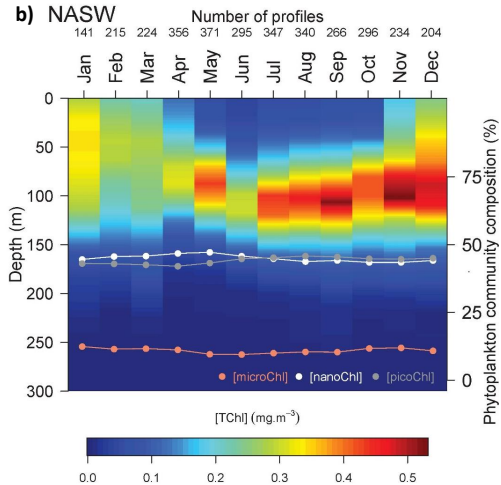 b) NASW
Number of profiles
141 215 224 356 371 295 347 340 266 296 234 204
Jan Feb Mar Apr May Jun Jul Aug Sep Oct Nov Dec
Depth (m)
0
50
100
150
200
250
300
Phytoplankton community composition (%)
75
50
25
0
[microChl] [nanoChl] [picoChl]
[TChl] (mg.m⁻³)
0.0 0.1 0.2 0.3 0.4 0.5